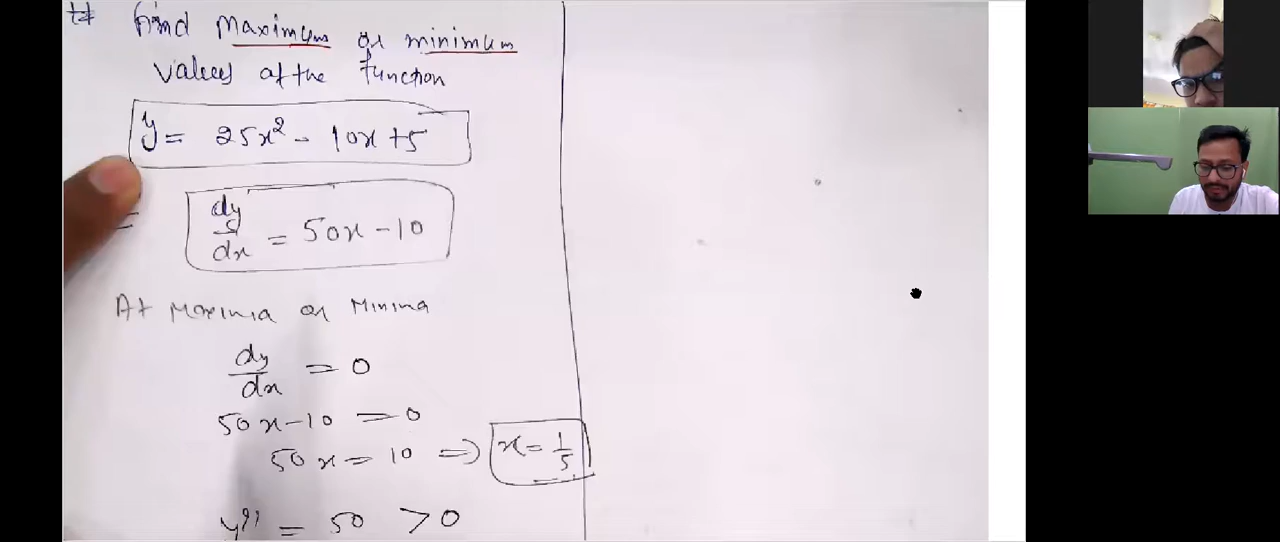 Find Maximum or minimum
values of the function
y = 25x² - 10x + 5
dy/dx = 50x - 10
At Maxima or Minima
dy/dx = 0
50x - 10 = 0
50x = 10 ⇒ x = 1/5
y'' = 50 > 0